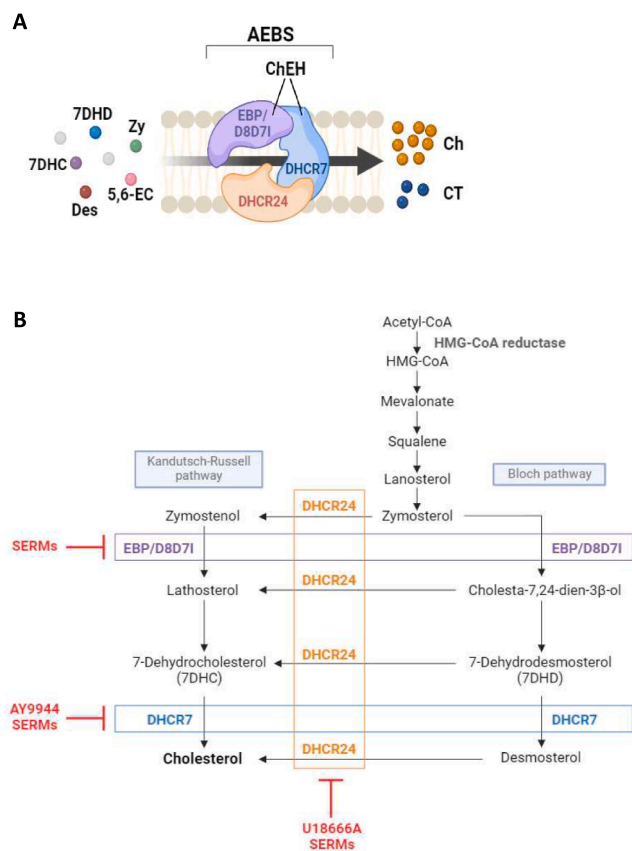 A
AEBS
ChEH
7DHD
Zy
7DHC
5,6-EC
Des
EBP/
D8D7I
DHCR7
DHCR24
Ch
CT
B
Acetyl-CoA
HMG-CoA reductase
HMG-CoA
Mevalonate
Squalene
Lanosterol
Kandutsch-Russell
pathway
Bloch pathway
Zymostenol
DHCR24
Zymosterol
SERMs
EBP/D8D7I
EBP/D8D7I
Lathosterol
DHCR24
Cholesta-7,24-dien-3β-ol
7-Dehydrocholesterol
(7DHC)
DHCR24
7-Dehydrodesmosterol
(7DHD)
AY9944
SERMs
DHCR7
DHCR7
Cholesterol
DHCR24
Desmosterol
U18666A
SERMs